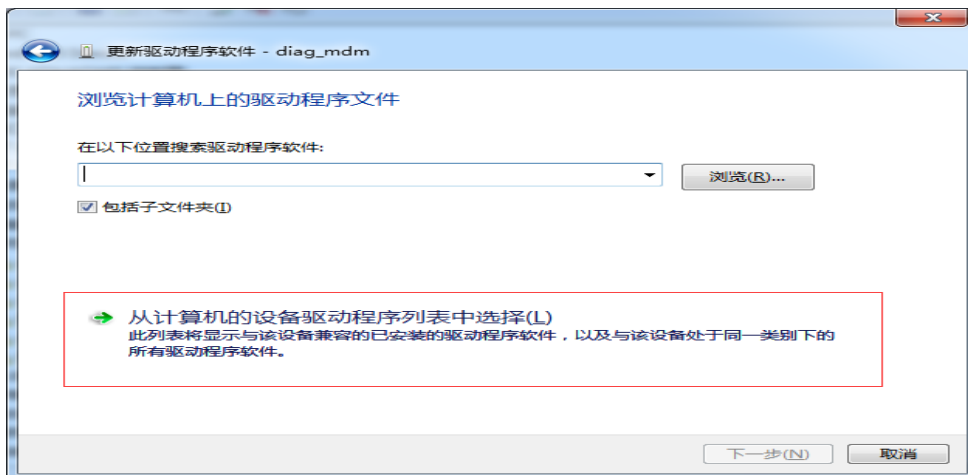 更新驱动程序软件 - diag_mdm
浏览计算机上的驱动程序文件
在以下位置搜索驱动程序软件:
浏览(R)...
包括子文件夹(I)
从计算机的设备驱动程序列表中选择(L)
此列表将显示与该设备兼容的已安装的驱动程序软件，以及与该设备处于同一类别下的
所有驱动程序软件。
下一步(N)
取消